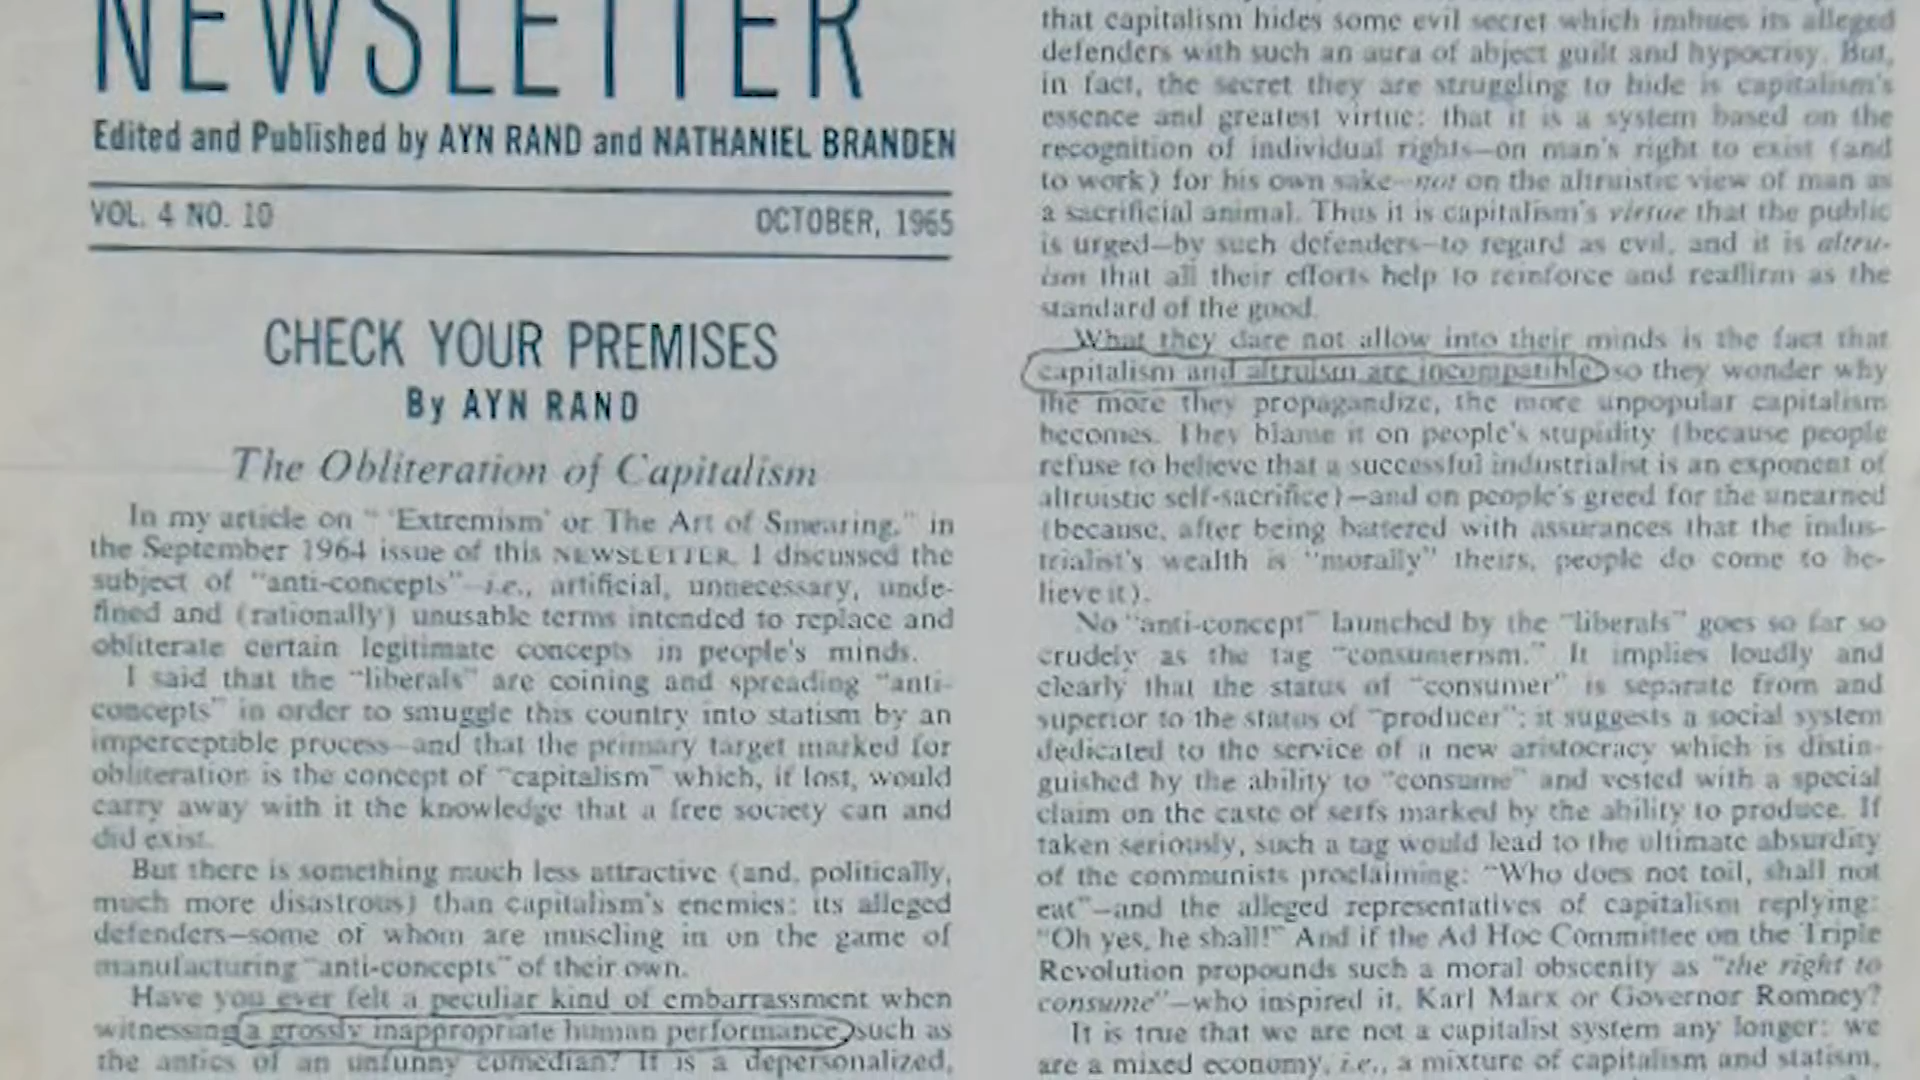 NEWSLETTER
Edited and Published by AYN RAND and NATHANIEL BRANDEN
VOL. 4 NO. 10 OCTOBER, 1965
CHECK YOUR PREMISES
By AYN RAND
The Obliteration of Capitalism
In my article on " 'Extremism' or The Art of Smearing," in
the September 1964 issue of this NEWSLETTER, I discussed the
subject of "anti-concepts"—i.e., artificial, unnecessary, unde-
fined and (rationally) unusable terms intended to replace and
obliterate certain legitimate concepts in people's minds.
I said that the "liberals" are coining and spreading "anti-
concepts" in order to smuggle this country into statism by an
imperceptible process—and that the primary target marked for
obliteration is the concept of "capitalism" which, if lost, would
carry away with it the knowledge that a free society can and
did exist.
But there is something much less attractive (and, politically,
much more disastrous) than capitalism's enemies: its alleged
defenders—some of whom are muscling in on the game of
manufacturing "anti-concepts" of their own.
Have you ever felt a peculiar kind of embarrassment when
witnessing a grossly inappropriate human performance, such as
the antics of an unfunny comedian? It is a depersonalized,
that capitalism hides some evil secret which imbues its alleged
defenders with such an aura of abject guilt and hypocrisy. But,
in fact, the secret they are struggling to hide is capitalism's
essence and greatest virtue: that it is a system based on the
recognition of individual rights—on man's right to exist (and
to work) for his own sake—not on the altruistic view of man as
a sacrificial animal. Thus it is capitalism's virtue that the public
is urged—by such defenders—to regard as evil, and it is altru-
ism that all their efforts help to reinforce and reaffirm as the
standard of the good.
What they dare not allow into their minds is the fact that
capitalism and altruism are incompatible; so they wonder why
the more they propagandize, the more unpopular capitalism
becomes. They blame it on people's stupidity (because people
refuse to believe that a successful industrialist is an exponent of
altruistic self-sacrifice)—and on people's greed for the unearned
(because, after being battered with assurances that the indus-
trialist's wealth is "morally" theirs, people do come to be-
lieve it).
No "anti-concept" launched by the "liberals" goes so far so
crudely as the tag "consumerism." It implies loudly and
clearly that the status of "consumer" is separate from and
superior to the status of "producer"; it suggests a social system
dedicated to the service of a new aristocracy which is distin-
guished by the ability to "consume" and vested with a special
claim on the caste of serfs marked by the ability to produce. If
taken seriously, such a tag would lead to the ultimate absurdity
of the communists proclaiming: "Who does not toil, shall not
eat"—and the alleged representatives of capitalism replying:
"Oh yes, he shall!" And if the Ad Hoc Committee on the Triple
Revolution propounds such a moral obscenity as "the right to
consume"—who inspired it, Karl Marx or Governor Romney?
It is true that we are not a capitalist system any longer: we
are a mixed economy, i.e., a mixture of capitalism and statism,